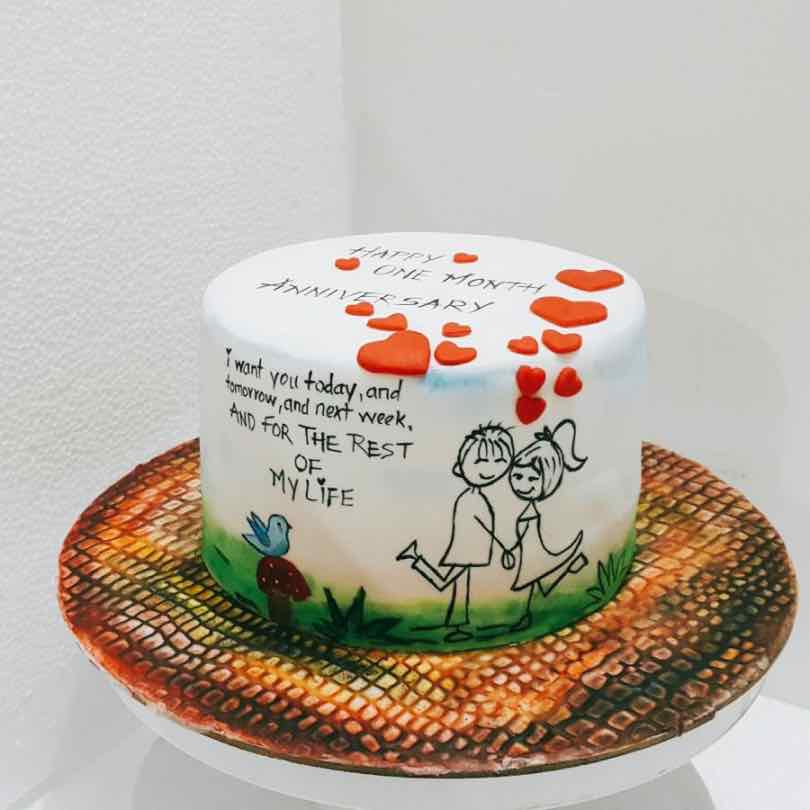 HAPPY
ONE MONTH
ANNIVERSARY
i want you today, and
tomorrow, and next week,
AND FOR THE REST
OF
MY LiFE